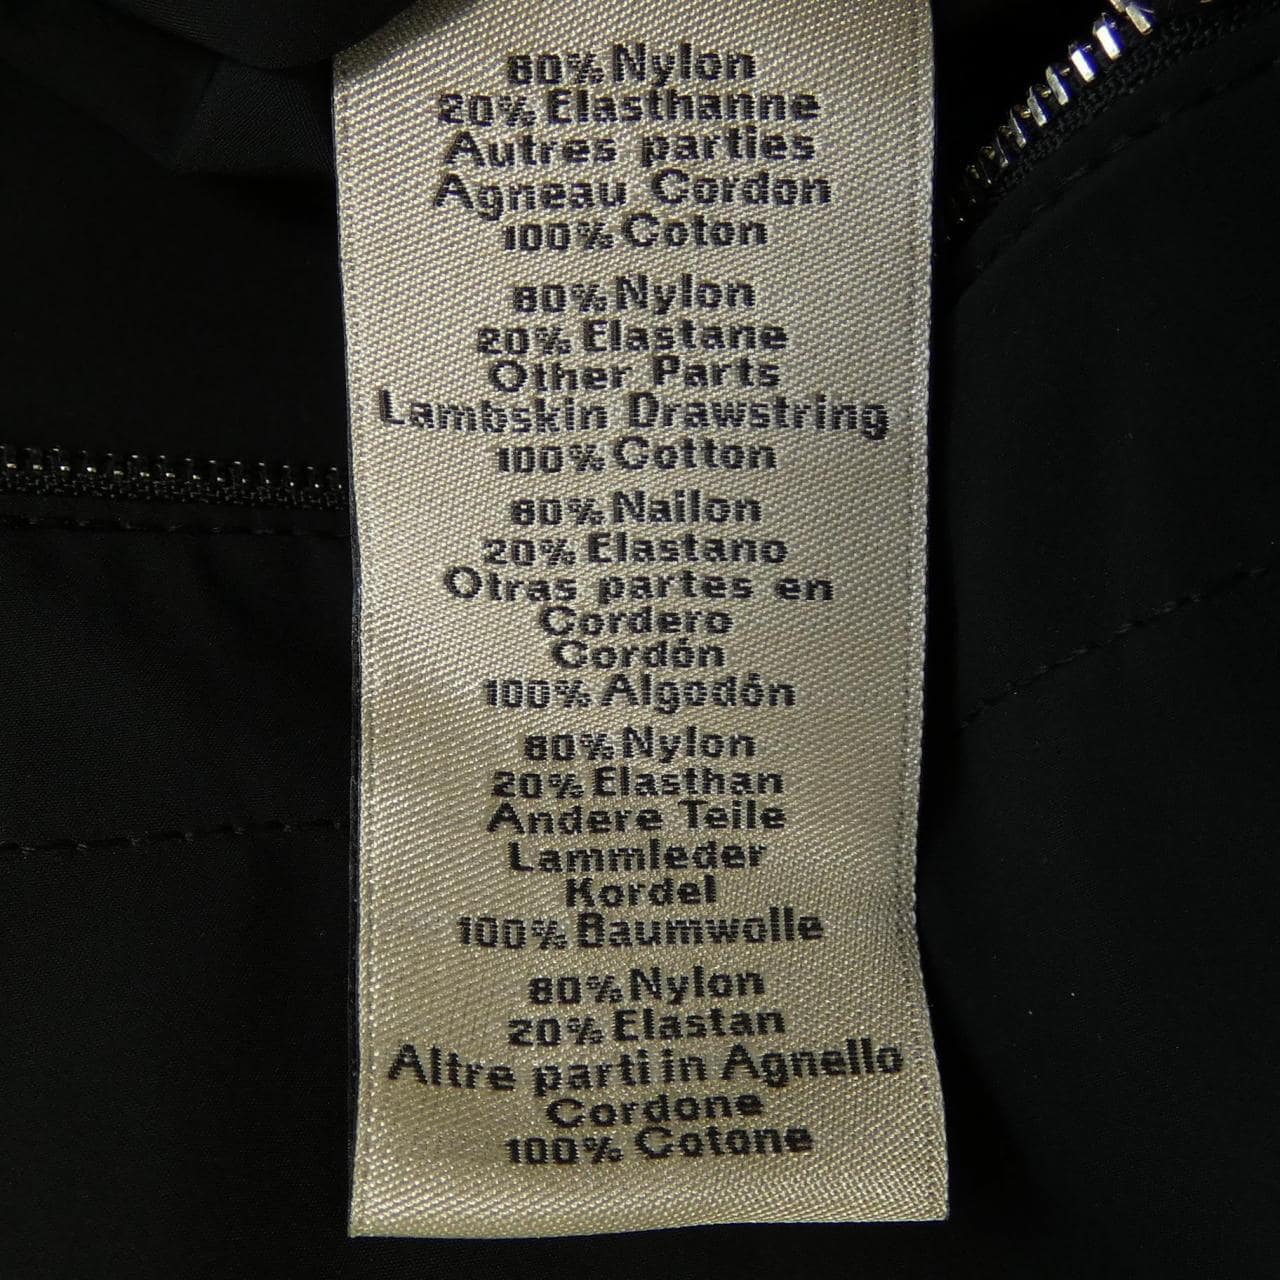 80% Nylon
20% Elasthanne
Autres parties
Agneau Cordon
100% Coton
80% Nylon
20% Elastane
Other Parts
Lambskin Drawstring
100% Cotton
80% Nailon
20% Elastano
Otras partes en
Cordero
Cordón
100% Algodón
80% Nylon
20% Elasthan
Andere Teile
Lammleder
Kordel
100% Baumwolle
80% Nylon
20% Elastan
Altre parti in Agnello
Cordone
100% Cotone